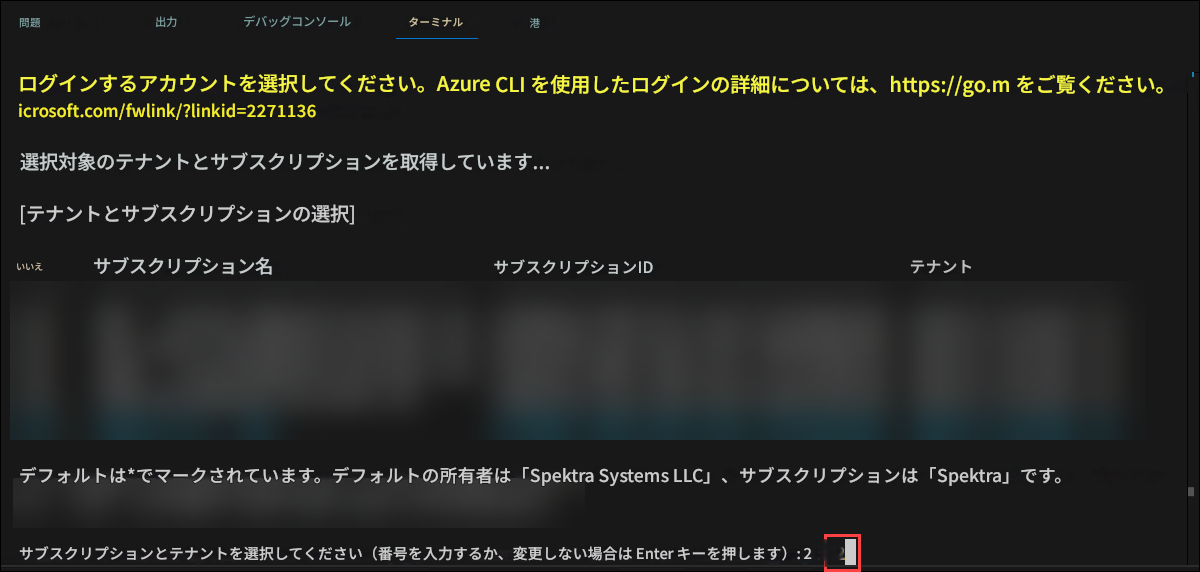 問題 出力 デバッグコンソール ターミナル 港
ログインするアカウントを選択してください。Azure CLI を使用したログインの詳細については、https://go.m をご覧ください。
icrosoft.com/fwlink/?linkid=2271136
選択対象のテナントとサブスクリプションを取得しています...
[テナントとサブスクリプションの選択]
いいえ サブスクリプション名 サブスクリプションID テナント
デフォルトは*でマークされています。デフォルトの所有者は「Spektra Systems LLC」、サブスクリプションは「Spektra」です。
サブスクリプションとテナントを選択してください（番号を入力するか、変更しない場合は Enter キーを押します）: 2